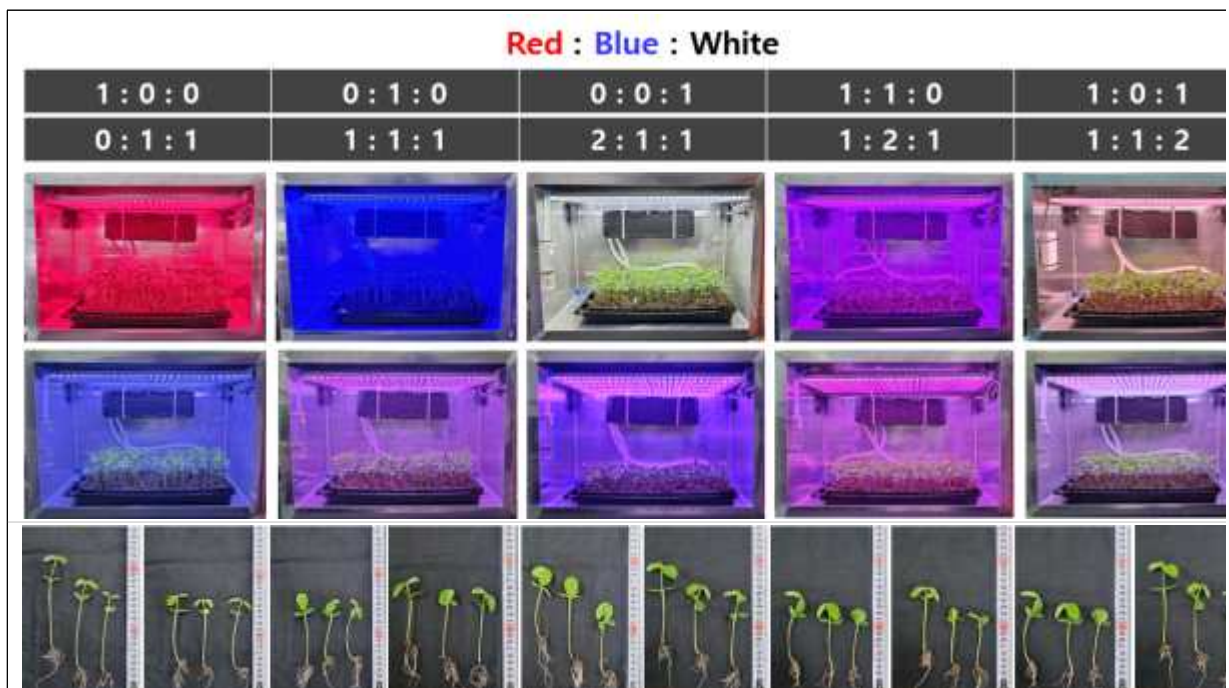 Red : Blue : White
1 : 0 : 0 0 : 1 : 0 0 : 0 : 1 1 : 1 : 0 1 : 0 : 1
0 : 1 : 1 1 : 1 : 1 2 : 1 : 1 1 : 2 : 1 1 : 1 : 2